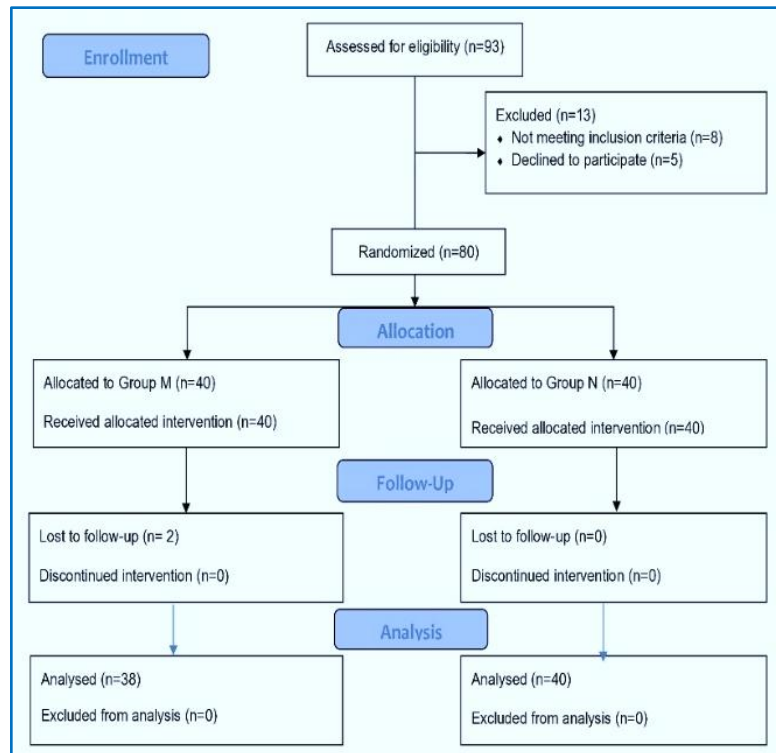 Enrollment
Assessed for eligibility (n=93)
Excluded (n=13)
♦ Not meeting inclusion criteria (n=8)
♦ Declined to participate (n=5)
Randomized (n=80)
Allocation
Allocated to Group M (n=40)
Received allocated intervention (n=40)
Allocated to Group N (n=40)
Received allocated intervention (n=40)
Follow-Up
Lost to follow-up (n= 2)
Discontinued intervention (n=0)
Lost to follow-up (n=0)
Discontinued intervention (n=0)
Analysis
Analysed (n=38)
Excluded from analysis (n=0)
Analysed (n=40)
Excluded from analysis (n=0)